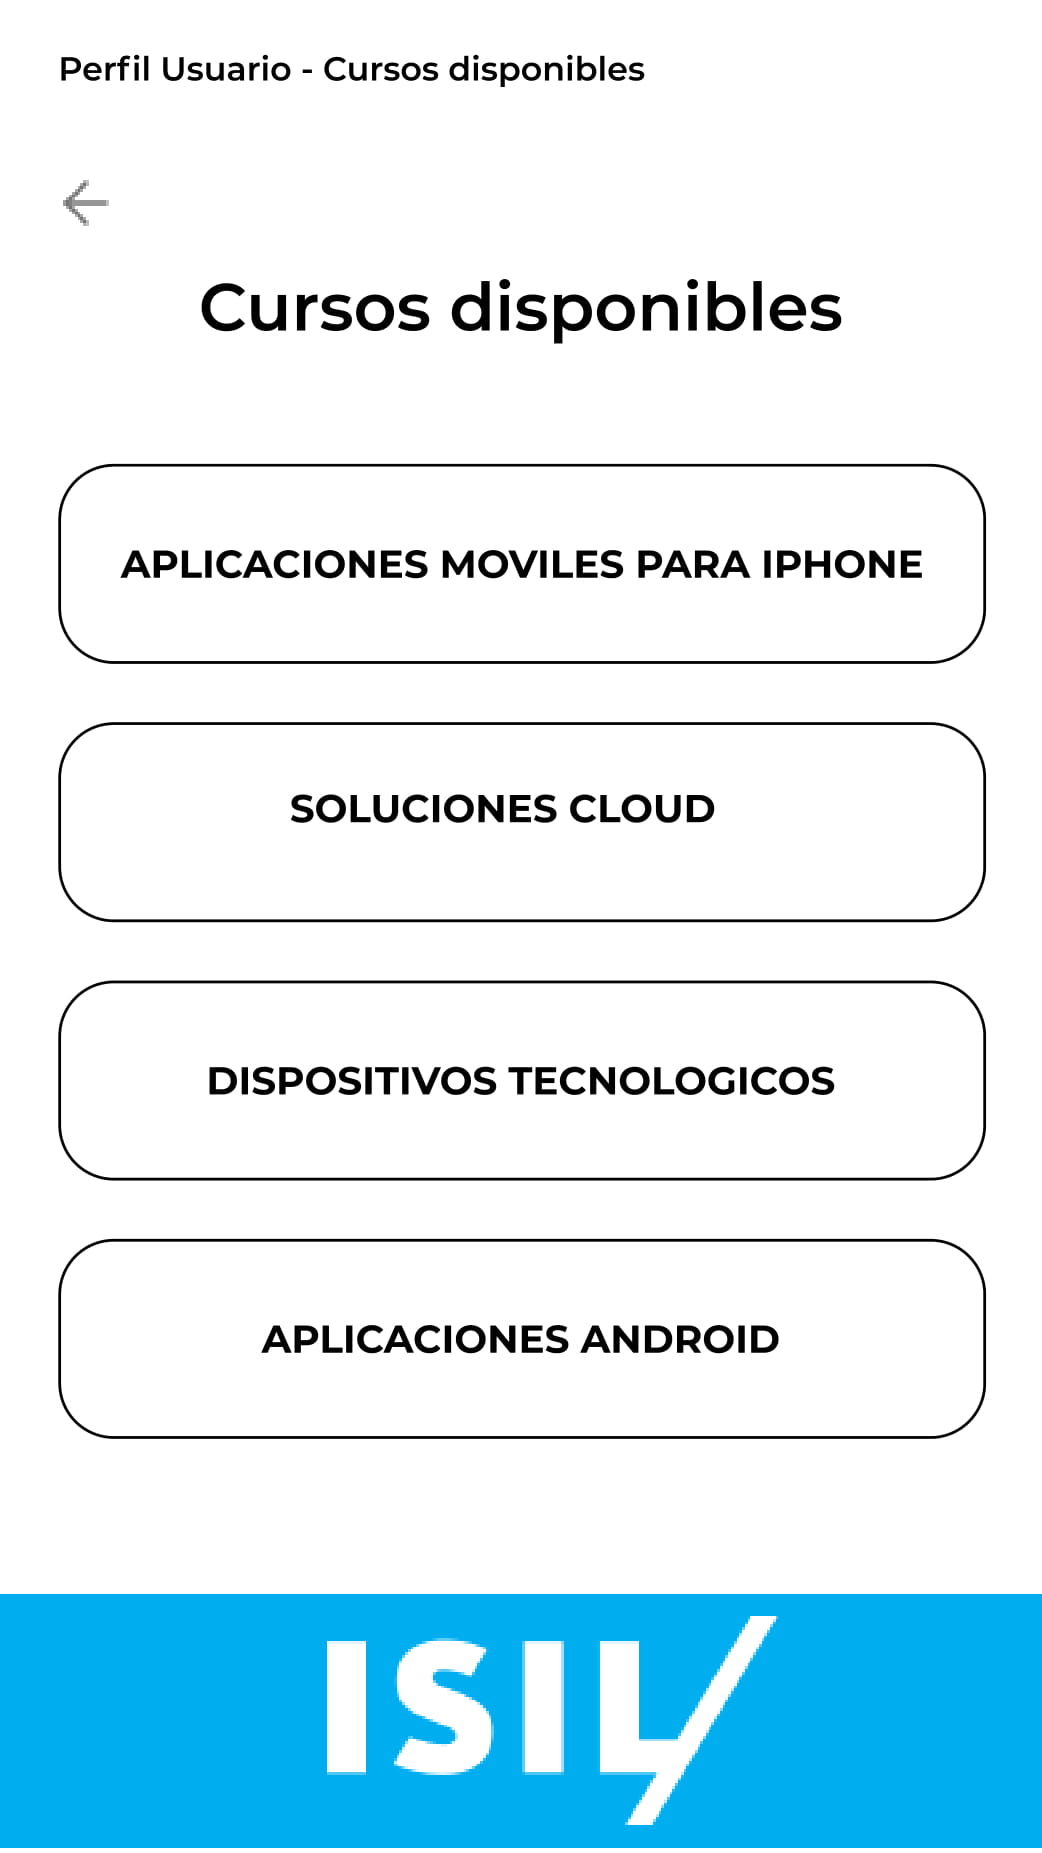 Perfil Usuario - Cursos disponibles
Cursos disponibles
APLICACIONES MOVILES PARA IPHONE
SOLUCIONES CLOUD
DISPOSITIVOS TECNOLOGICOS
APLICACIONES ANDROID
ISIL